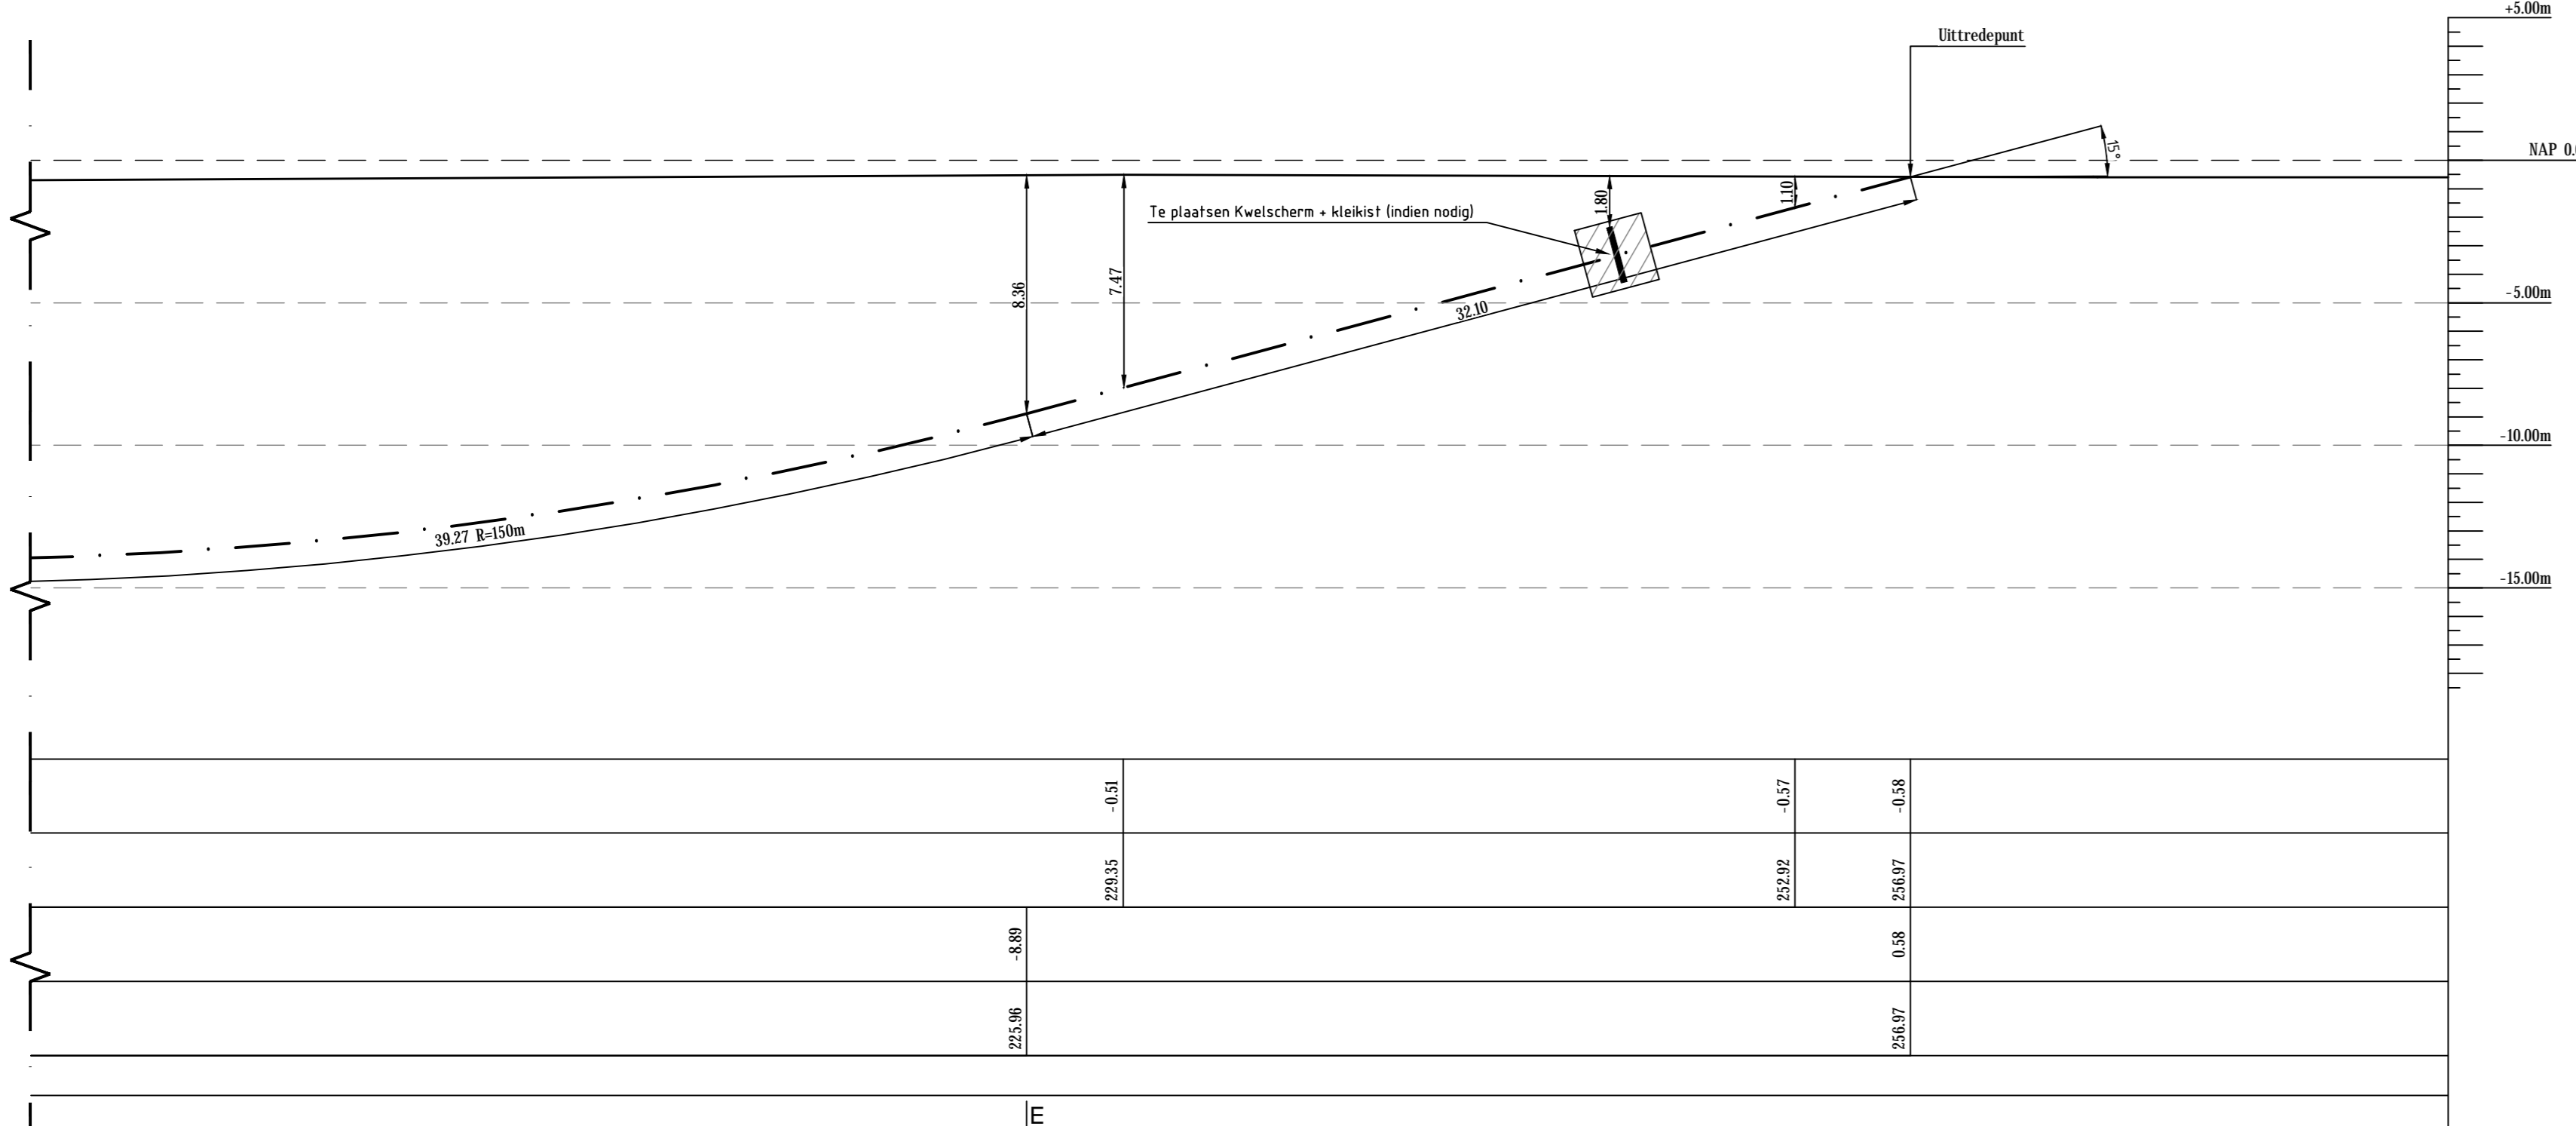 +5.00m
Uittredepunt
15°
NAP 0.
1.80
1.10
Te plaatsen Kwelscherm + kleikist (indien nodig)
8.36
7.47
-5.00m
32.10
-10.00m
39.27 R=150m
-15.00m
-0.51
-0.57
-0.58
229.35
252.92
256.97
-8.89
0.58
225.96
256.97
E